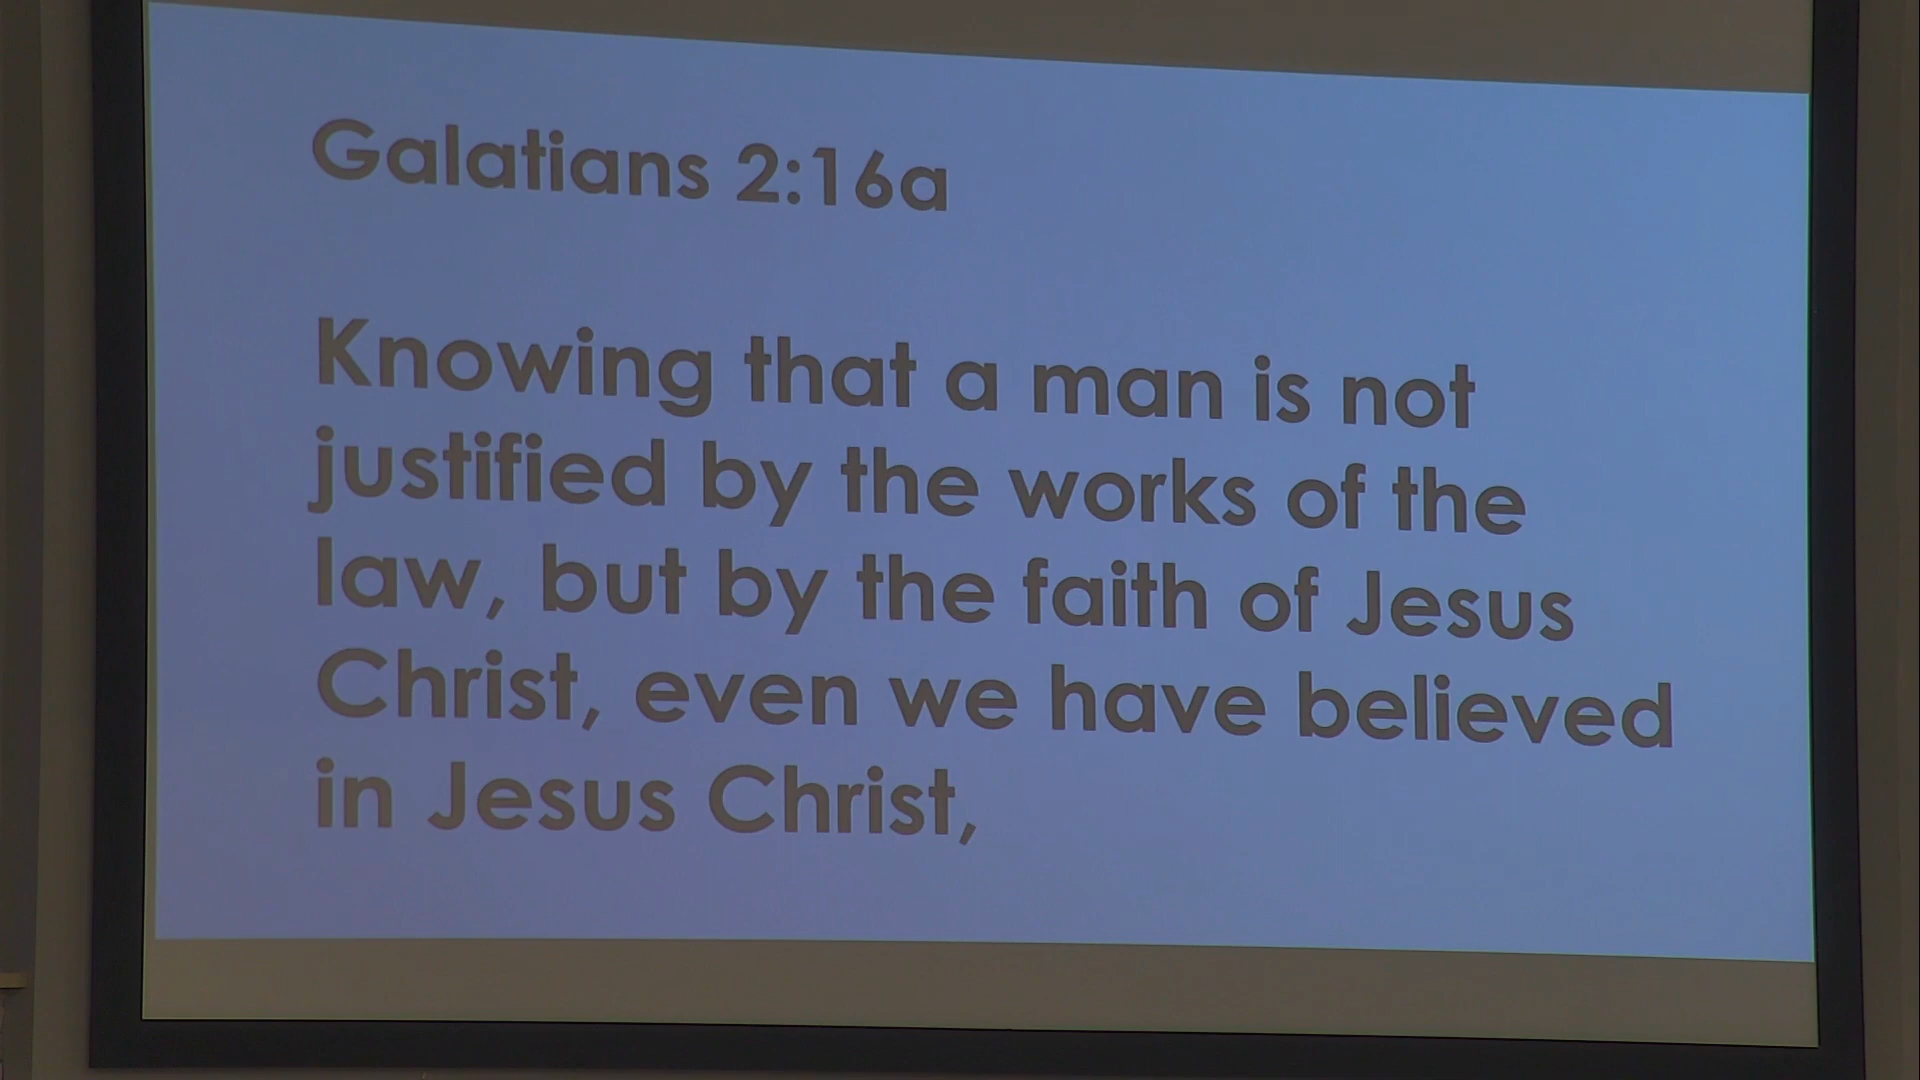 Galatians 2:16a
Knowing that a man is not
justified by the works of the
law, but by the faith of Jesus
Christ, even we have believed
in Jesus Christ,